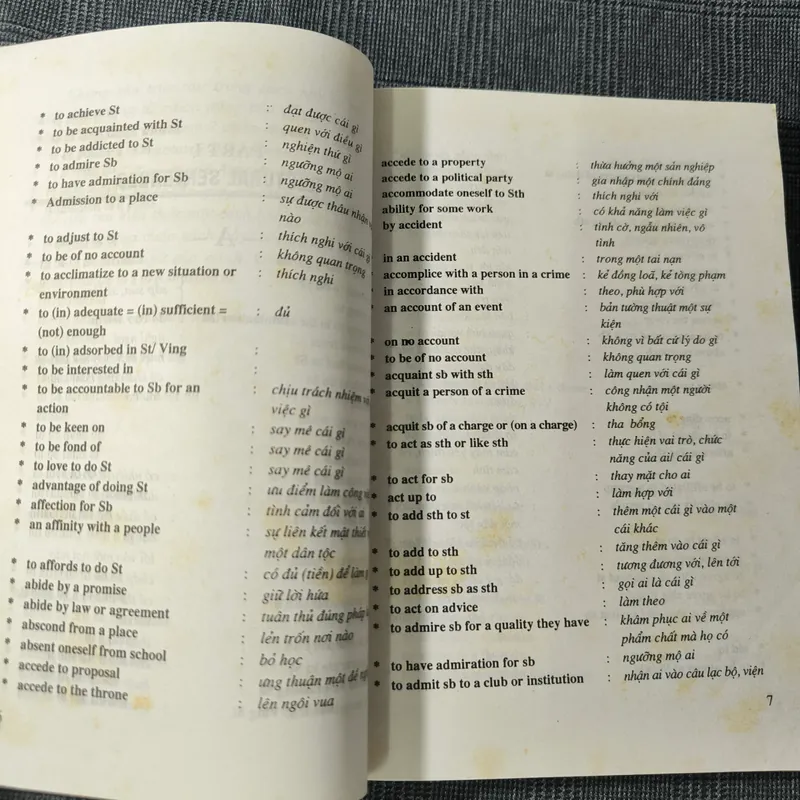 * to achieve St : đạt được cái gì
* to be acquainted with St : quen với điều gì
* to be addicted to St : nghiện thứ gì
* to admire Sb : ngưỡng mộ ai
* to have admiration for Sb : ngưỡng mộ ai
* Admission to a place : sự được thâu nhận
nào
* to adjust to St : thích nghi với cái g
* to be of no account : không quan trọng
* to acclimatize to a new situation or : thích nghi
environment
* to (in) adequate = (in) sufficient = : đủ
(not) enough
* to (in) adsorbed in St/ Ving :
* to be interested in :
* to be accountable to Sb for an : chịu trách nhiệm
action việc gì
* to be keen on : say mê cái gì
* to be fond of : say mê cái gì
* to love to do St : say mê cái gì
* advantage of doing St : ưu điểm làm công
* affection for Sb : tình cảm đối với a
* an affinity with a people : sự liên kết mật
một dân tộc
* to affords to do St : có đủ (tiền) để làm
* abide by a promise : giữ lời hứa
* abide by law or agreement : tuân thủ đúng
* abscond from a place : lẻn trốn nơi nào
* absent oneself from school : bỏ học
* accede to proposal : ưng thuận một đề
* accede to the throne : lên ngôi vua
accede to a property : thừa hưởng một sản nghiệp
accede to a political party : gia nhập một chính đảng
accommodate oneself to Sth : thích nghi với
ability for some work : có khả năng làm việc gì
by accident : tình cờ, ngẫu nhiên, vô
tình
in an accident : trong một tai nạn
accomplice with a person in a crime : kẻ đồng loã, kẻ tòng phạm
in accordance with : theo, phù hợp với
an account of an event : bản tường thuật một sự
kiện
on no account : không vì bất cứ lý do gì
to be of no account : không quan trọng
acquaint sb with sth : làm quen với cái gì
acquit a person of a crime : công nhận một người
không có tội
* acquit sb of a charge or (on a charge) : tha bổng
* to act as sth or like sth : thực hiện vai trò, chức
năng của ai/ cái gì
* to act for sb : thay mặt cho ai
* act up to : làm hợp với
* to add sth to st : thêm một cái gì vào một
cái khác
* to add to sth : tăng thêm vào cái gì
* to add up to sth : tương đương với, lên tới
* to address sb as sth : gọi ai là cái gì
* to act on advice : làm theo
* to admire sb for a quality they have : khâm phục ai về một
phẩm chất mà họ có
* to have admiration for sb : ngưỡng mộ ai
* to admit sb to a club or institution : nhận ai vào câu lạc bộ, viện
7